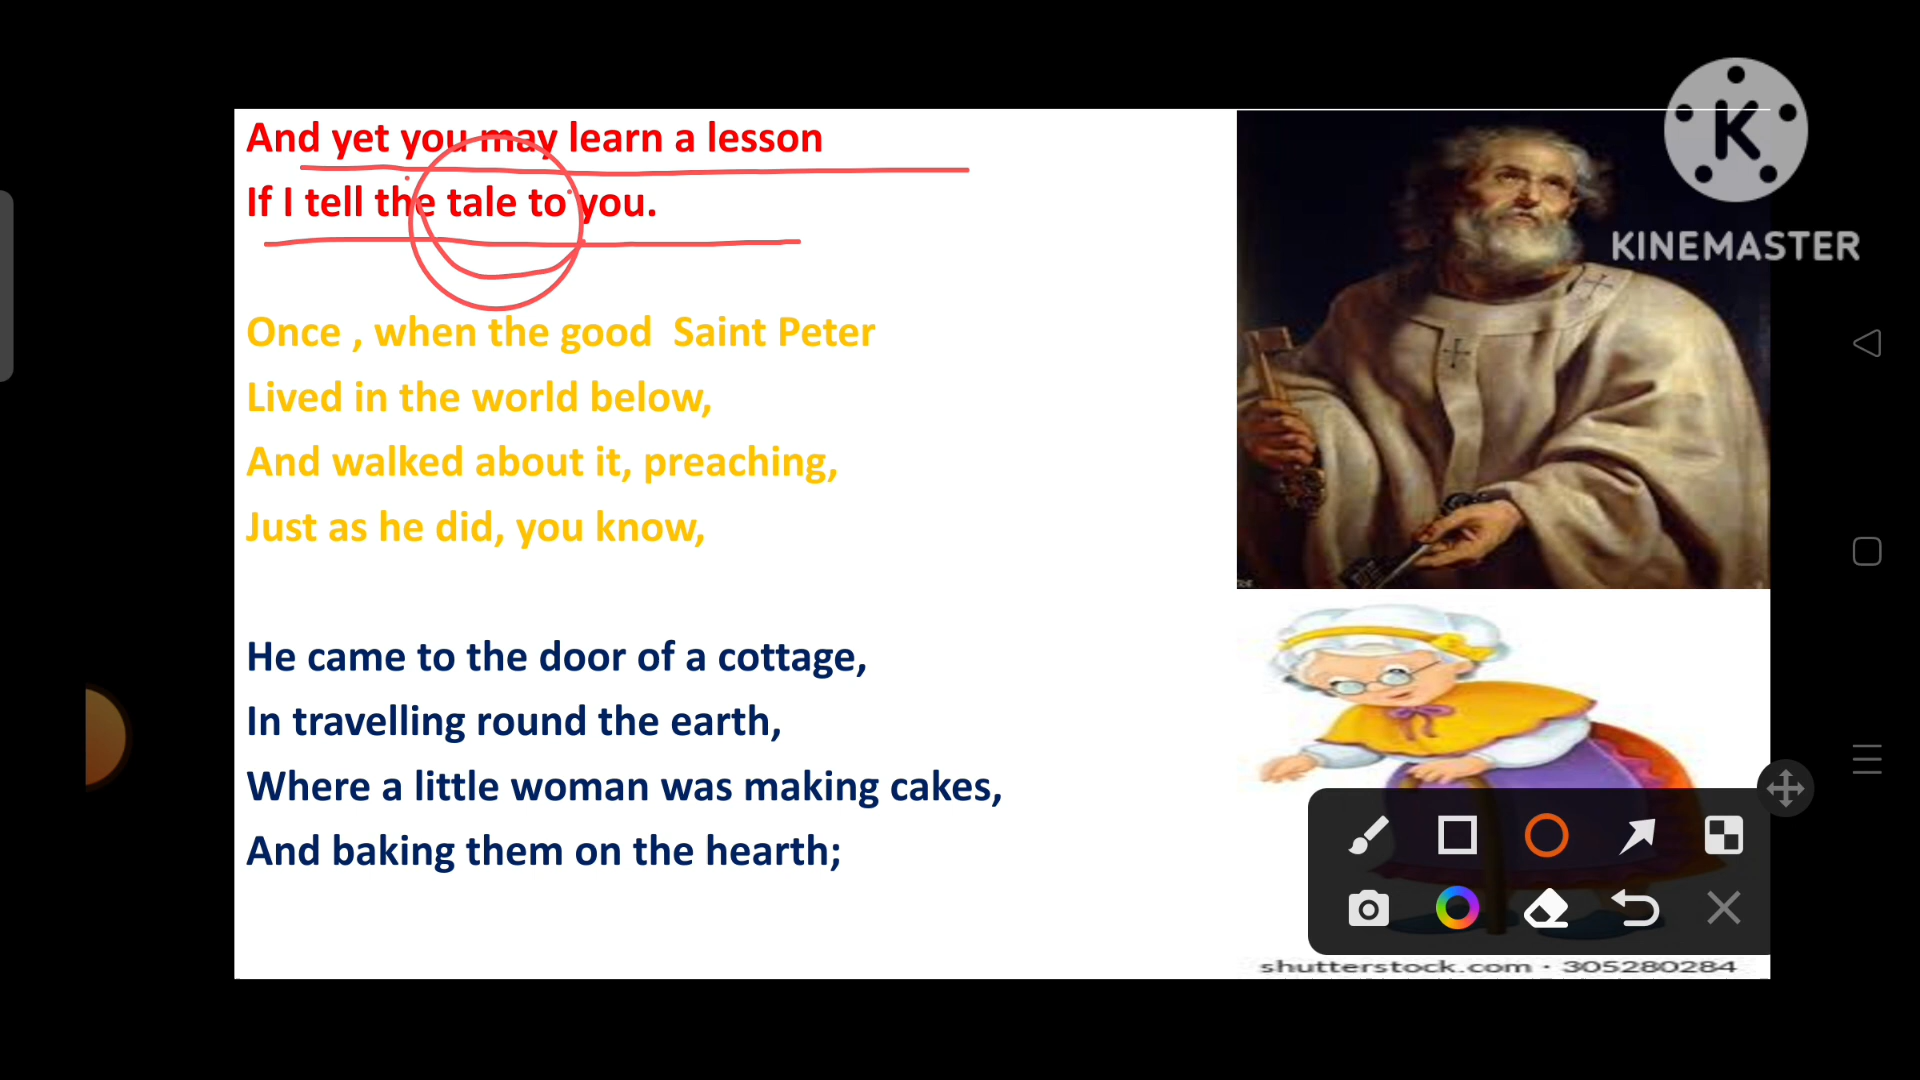 And yet you may learn a lesson
If I tell the tale to you.
Once , when the good Saint Peter
Lived in the world below,
And walked about it, preaching,
Just as he did, you know,
He came to the door of a cottage,
In travelling round the earth,
Where a little woman was making cakes,
And baking them on the hearth;
K
KINEMASTER
shutterstock.com · 305280284